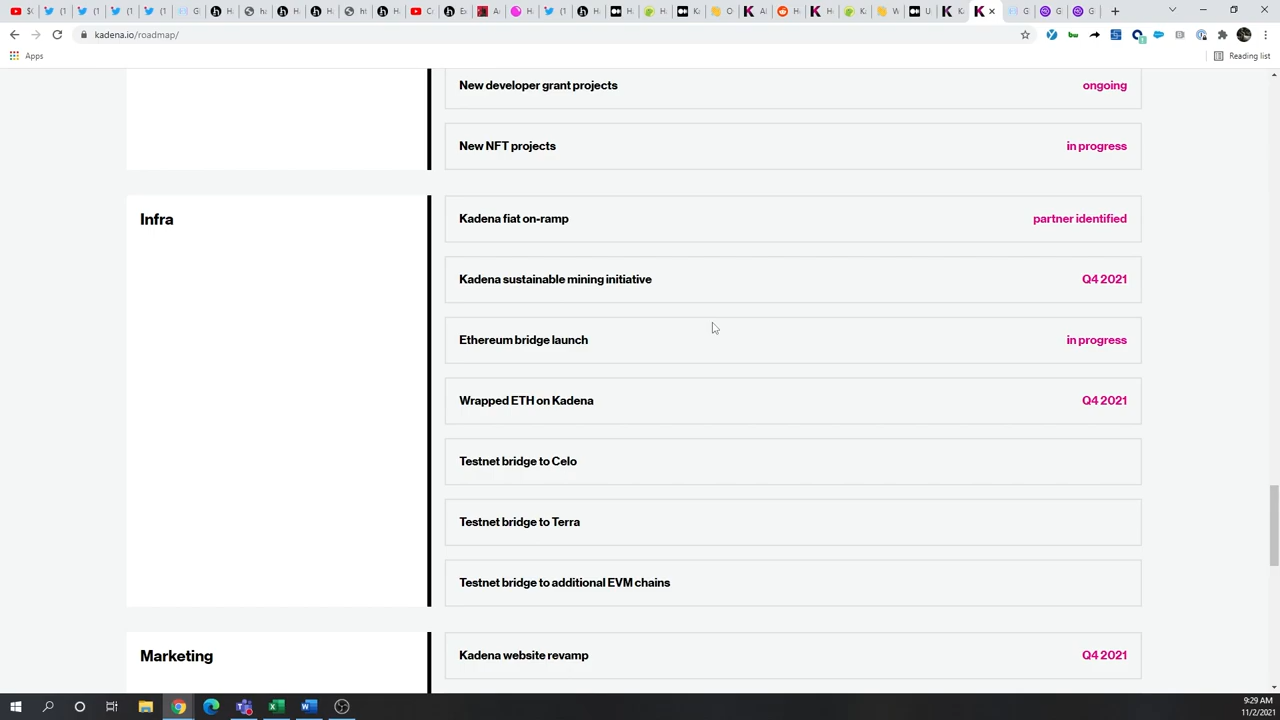 kadena.io/roadmap/
Apps
Reading list
New developer grant projects
ongoing
New NFT projects
in progress
Infra
Kadena fiat on-ramp
partner identified
Kadena sustainable mining initiative
Q4 2021
Ethereum bridge launch
in progress
Wrapped ETH on Kadena
Q4 2021
Testnet bridge to Celo
Testnet bridge to Terra
Testnet bridge to additional EVM chains
Marketing
Kadena website revamp
Q4 2021
9:29 AM
11/2/2021